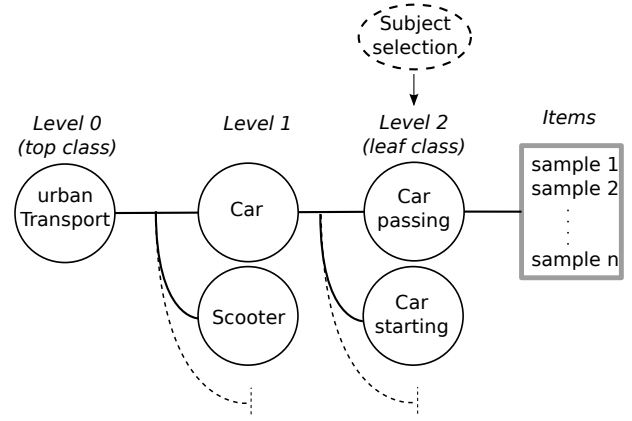 Subject
selection
Level 0
(top class)
Level 1
Level 2
(leaf class)
Items
urban
Transport
Car
Car
passing
sample 1
sample 2
sample n
Scooter
Car
starting